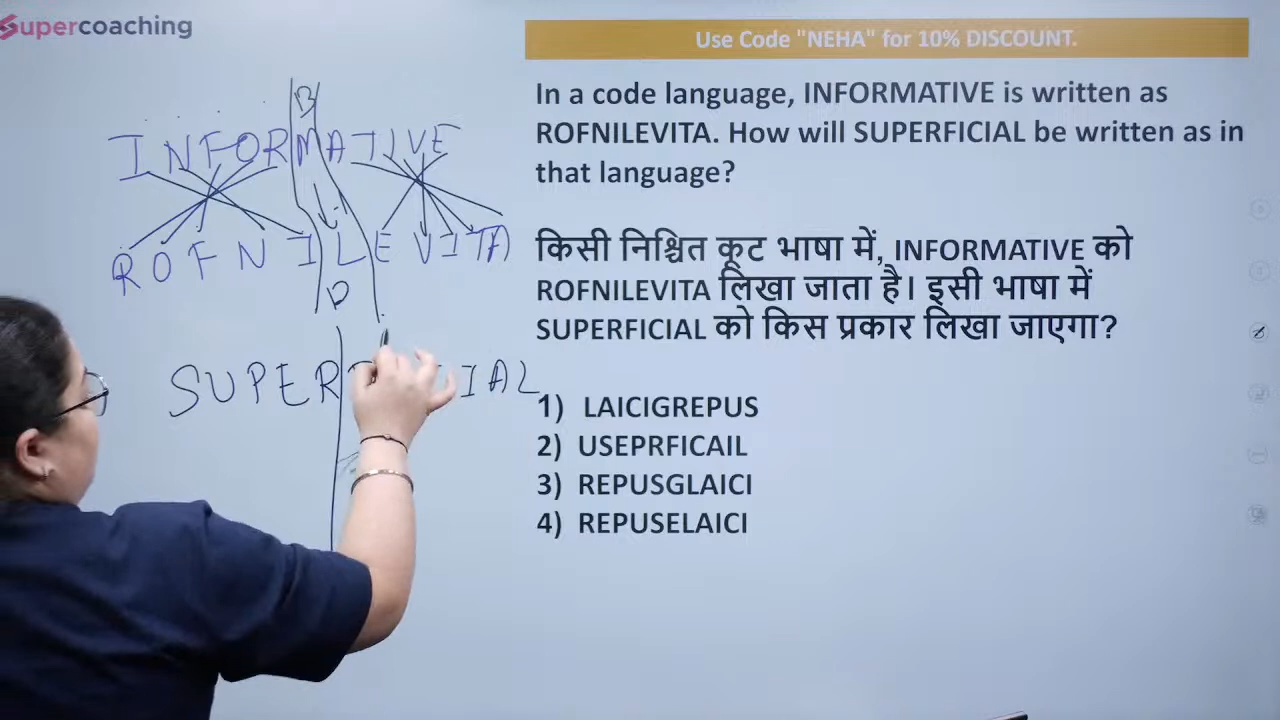 Supercoaching
Use Code "NEHA" for 10% DISCOUNT.
In a code language, INFORMATIVE is written as
ROFNILEVITA. How will SUPERFICIAL be written as in
that language?
किसी निश्चित कूट भाषा में, INFORMATIVE को
ROFNILEVITA लिखा जाता है। इसी भाषा में
SUPERFICIAL को किस प्रकार लिखा जाएगा?
1) LAICIGREPUS
2) USEPRFICAIL
3) REPUSGLAICI
4) REPUSELAICI
INFORMATIVE
ROFNILEVITA
SUPER IAL